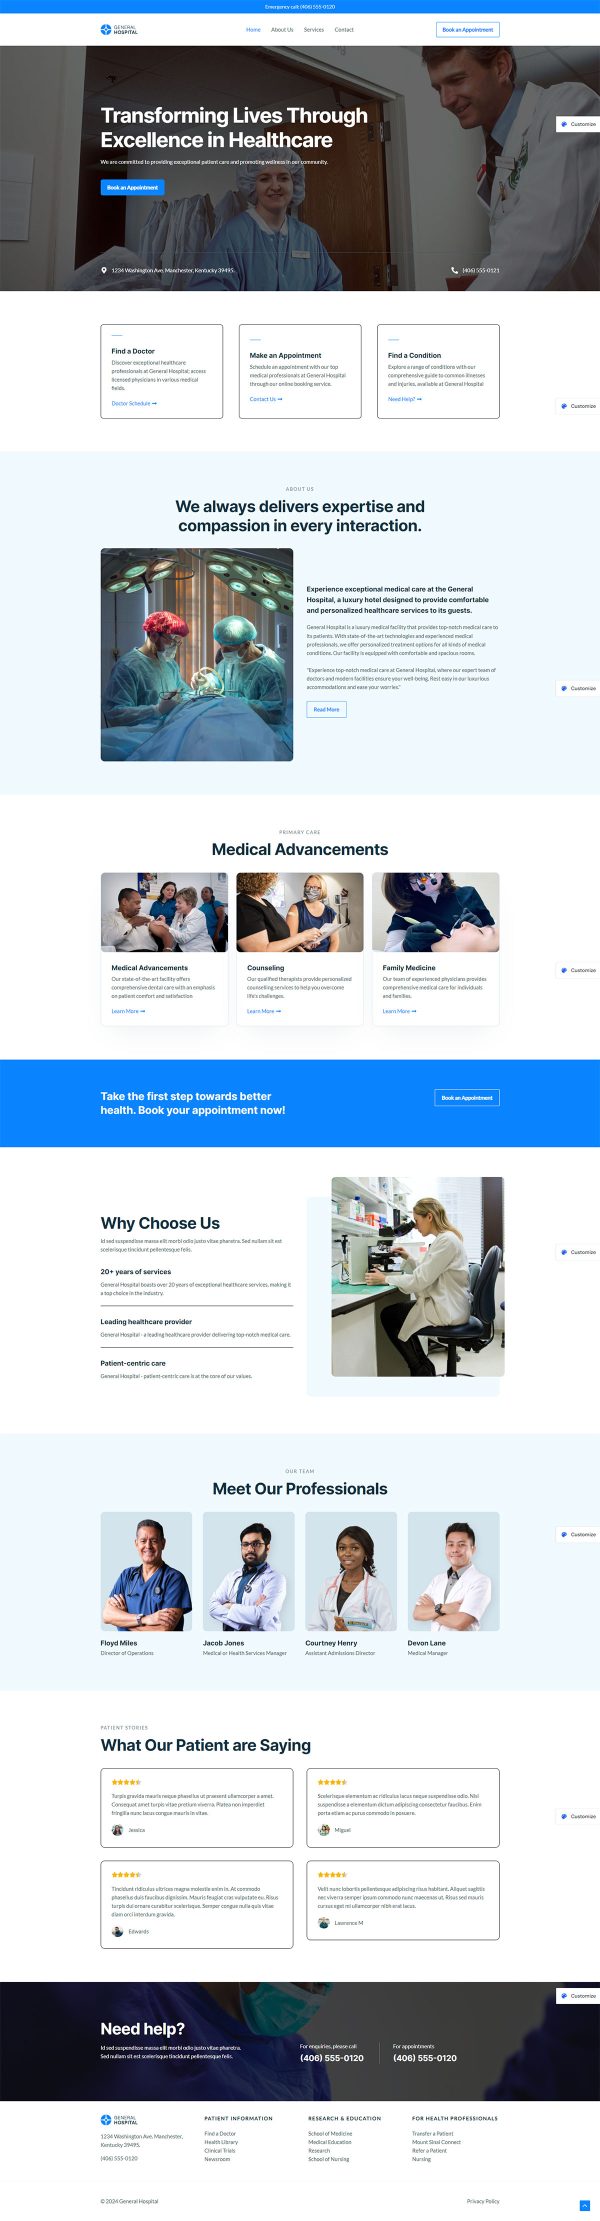 Emergency call: (406) 555-0120
GENERAL
HOSPITAL
Home
About Us
Services
Contact
Book an Appointment
Transforming Lives Through
Excellence in Healthcare
We are committed to providing exceptional patient care and promoting wellness in our community.
Book an Appointment
Customize
1234 Washington Ave, Manchester, Kentucky 39495.
(406) 555-0121
Find a Doctor
Discover exceptional healthcare
professionals at General Hospital; access
licensed physicians in various medical
fields.
Doctor Schedule
Make an Appointment
Schedule an appointment with our top
medical professionals at General Hospital
through our online booking service.
Contact Us
Find a Condition
Explore a range of conditions with our
comprehensive guide to common illnesses
and injuries, available at General Hospital
Need Help?
Customize
ABOUT US
We always delivers expertise and
compassion in every interaction.
Experience exceptional medical care at the General
Hospital, a luxury hotel designed to provide comfortable
and personalized healthcare services to its guests.
General Hospital is a luxury medical facility that provides top-notch medical care to
its patients. With state-of-the-art technologies and experienced medical
professionals, we offer personalized treatment options for all kinds of medical
conditions. Our facility is equipped with comfortable and spacious rooms.
"Experience top-notch medical care at General Hospital, where our expert team of
doctors and modern facilities ensure your well-being. Rest easy in our luxurious
accommodations and ease your worries."
Read More
Customize
PRIMARY CARE
Medical Advancements
Medical Advancements
Our state-of-the-art facility offers
comprehensive dental care with an emphasis
on patient comfort and satisfaction
Learn More
Counseling
Our qualified therapists provide personalized
counselling services to help you overcome
life's challenges.
Learn More
Family Medicine
Our team of experienced physicians provides
comprehensive medical care for individuals
and families.
Learn More
Customize
Take the first step towards better
health. Book your appointment now!
Book an Appointment
Why Choose Us
Id sed suspendisse massa elit morbi odio justo vitae pharetra. Sed nullam sit est
scelerisque tincidunt pellentesque felis.
20+ years of services
General Hospital boasts over 20 years of exceptional healthcare services, making it
a top choice in the industry.
Leading healthcare provider
General Hospital - a leading healthcare provider delivering top-notch medical care.
Patient-centric care
General Hospital - patient-centric care is at the core of our values.
Customize
OUR TEAM
Meet Our Professionals
Floyd Miles
Director of Operations
Jacob Jones
Medical or Health Services Manager
Courtney Henry
Assistant Admissions Director
Devon Lane
Medical Manager
Customize
PATIENT STORIES
What Our Patient are Saying
Turpis gravida mauris neque phasellus ut praesent ullamcorper a amet.
Consequat amet turpis vitae pretium viverra. Platea non imperdiet
fringilla nunc lacus congue mauris in vitae.
Jessica
Scelerisque elementum ac ridiculus lacus neque suspendisse odio. Nisl
suspendisse a elementum dictum adipiscing consectetur faucibus. Enim
porta etiam ac purus commodo in posuere.
Miguel
Customize
Tincidunt ridiculus ultrices magna molestie enim in. At commodo
phasellus duis faucibus dignissim. Mauris feugiat cras vulputate eu. Risus
turpis dui ornare curabitur scelerisque. Semper congue nulla quis vitae
diam orci interdum gravida.
Edwards
Velit nunc lobortis pellentesque adipiscing risus habitant. Aliquet sagittis
nec viverra semper ipsum commodo nunc maecenas ut. Risus sed mauris
cursus eget mi ullamcorper nibh erat lacus.
Lawrence M
Customize
Need help?
Id sed suspendisse massa elit morbi odio justo vitae pharetra.
Sed nullam sit est scelerisque tincidunt pellentesque felis.
For enquiries, please call
(406) 555-0120
For appointments
(406) 555-0120
GENERAL
HOSPITAL
1234 Washington Ave, Manchester,
Kentucky 39495.
(406) 555-0120
PATIENT INFORMATION
Find a Doctor
Health Library
Clinical Trials
Newsroom
RESEARCH & EDUCATION
School of Medicine
Medical Education
Research
School of Nursing
FOR HEALTH PROFESSIONALS
Transfer a Patient
Mount Sinai Connect
Refer a Patient
Nursing
© 2024 General Hospital
Privacy Policy